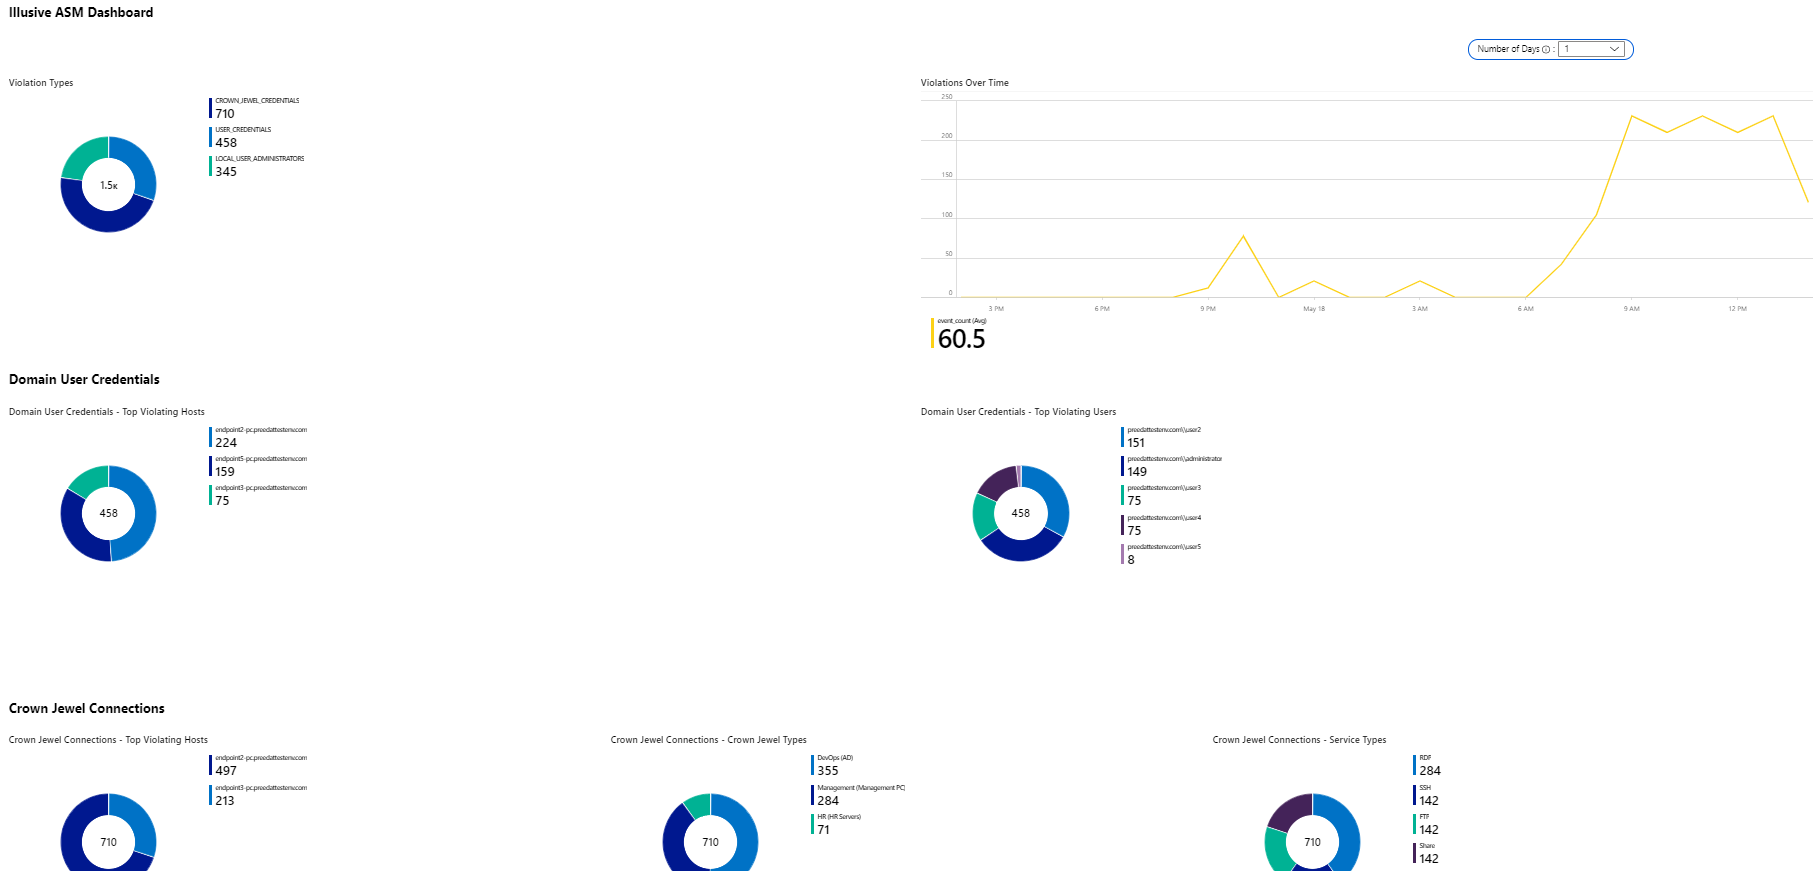 Illusive ASM Dashboard
Number of Days : 1
Violation Types
CROWN_JEWEL_CREDENTIALS
710
USER_CREDENTIALS
458
LOCAL_USER_ADMINISTRATORS
345
1.5K
Violations Over Time
250
200
150
100
50
0
3 PM 6 PM 9 PM May 18 3 AM 6 AM 9 AM 12 PM
event_count (Avg)
60.5
Domain User Credentials
Domain User Credentials - Top Violating Hosts
endpoint2-pc.preedattestenv.com
224
endpoint5-pc.preedattestenv.com
159
endpoint3-pc.preedattestenv.com
75
458
Domain User Credentials - Top Violating Users
preedattestenv.com\\user2
151
preedattestenv.com\\administrator
149
preedattestenv.com\\user3
75
preedattestenv.com\\user4
75
preedattestenv.com\\user5
8
458
Crown Jewel Connections
Crown Jewel Connections - Top Violating Hosts
endpoint2-pc.preedattestenv.com
497
endpoint3-pc.preedattestenv.com
213
710
Crown Jewel Connections - Crown Jewel Types
DevOps (AD)
355
Management (Management PC)
284
HR (HR Servers)
71
710
Crown Jewel Connections - Service Types
RDP
284
SSH
142
FTP
142
Share
142
710